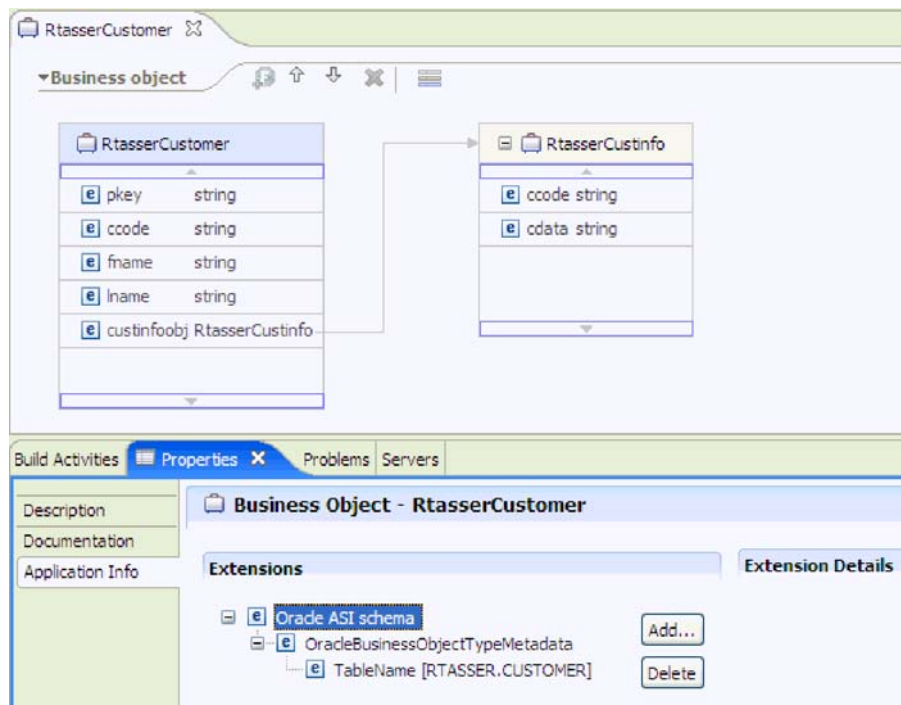 RtasserCustomer
Business object
RtasserCustomer
pkey string
ccode string
fname string
lname string
custinfoobj RtasserCustinfo
RtasserCustinfo
ccode string
cdata string
Build Activities Properties Problems Servers
Description
Documentation
Application Info
Business Object - RtasserCustomer
Extensions
Extension Details
Oracle ASI schema
OracleBusinessObjectTypeMetadata
TableName [RTASSER.CUSTOMER]
Add...
Delete